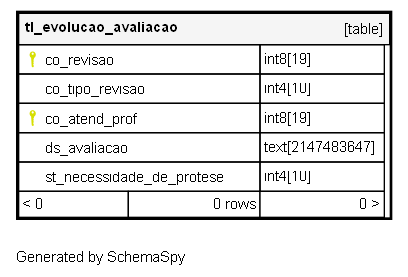 tl_evolucao_avaliacao [table]
co_revisao int8[19]
co_tipo_revisao int4[10]
co_atend_prof int8[19]
ds_avaliacao text[2147483647]
st_necessidade_de_protese int4[10]
< 0 0 rows 0 >
Generated by SchemaSpy